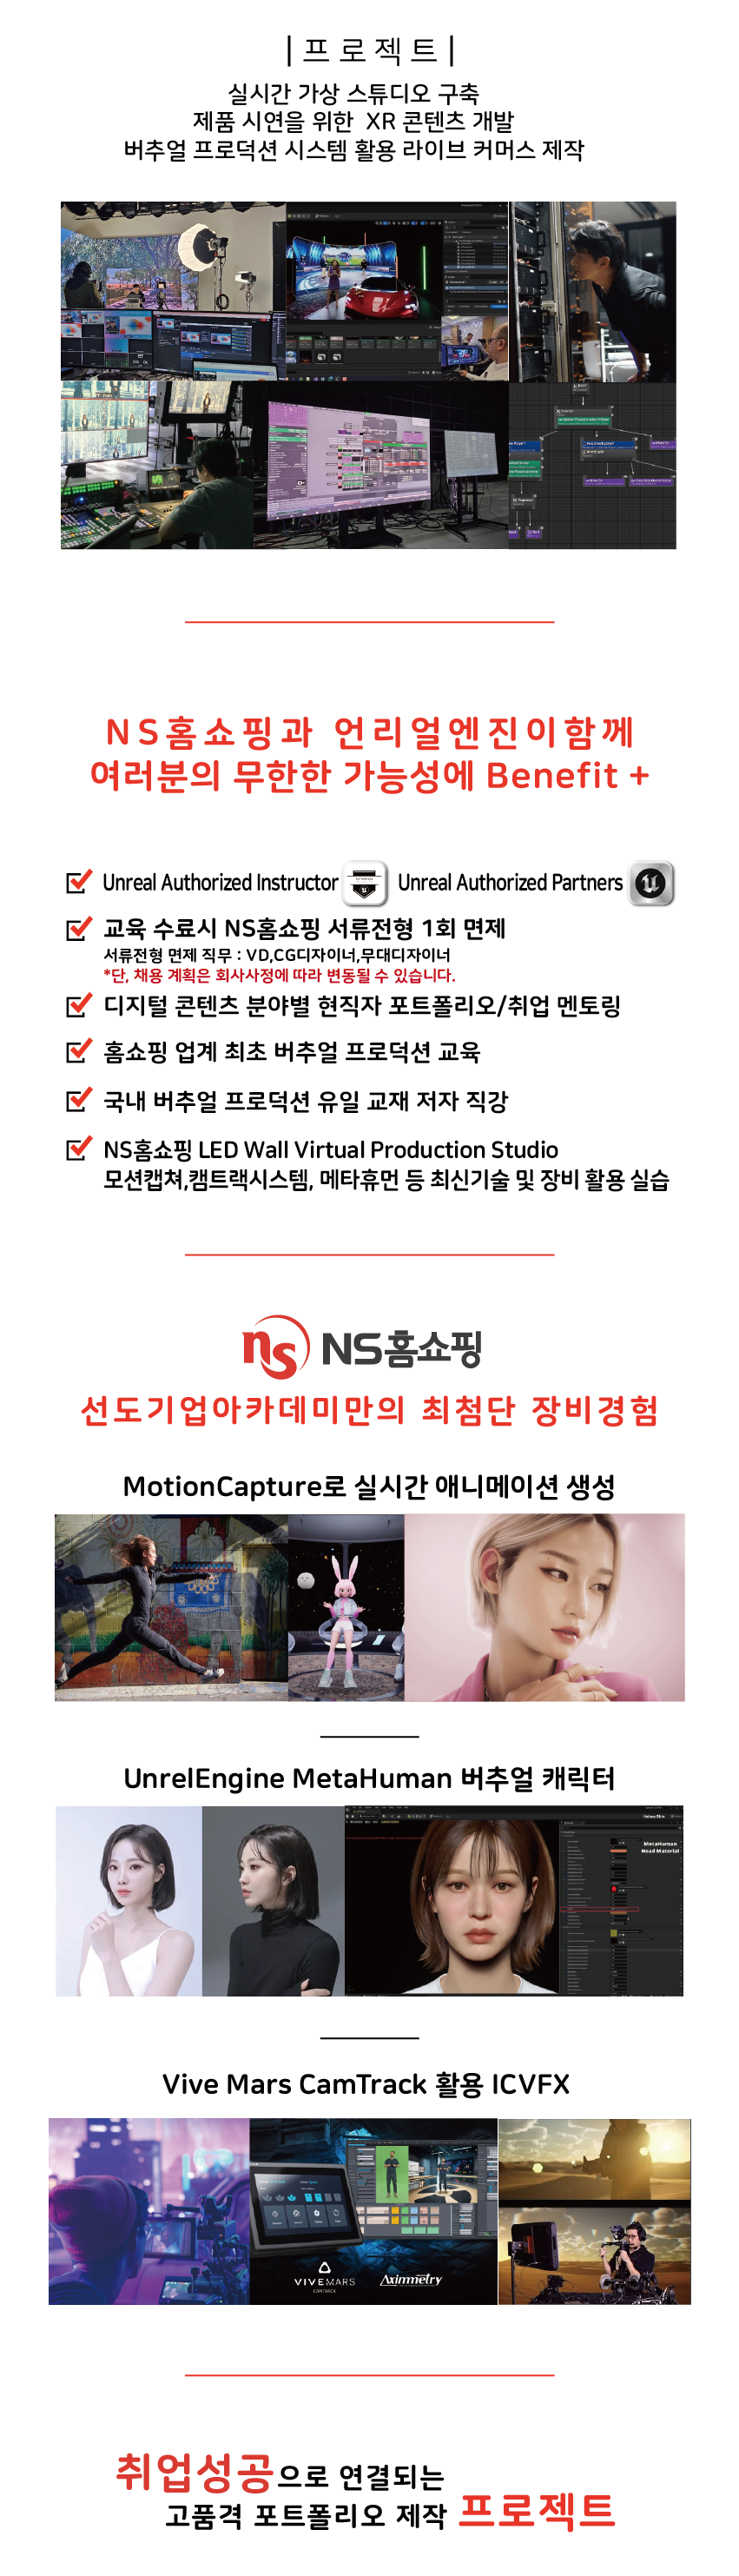 |프로젝트|
실시간 가상 스튜디오 구축
제품 시연을 위한 XR 콘텐츠 개발
버추얼 프로덕션 시스템 활용 라이브 커머스 제작
NS홈쇼핑과 언리얼엔진이함께
여러분의 무한한 가능성에 Benefit +
Unreal Authorized Instructor Unreal Authorized Partners
교육 수료시 NS홈쇼핑 서류전형 1회 면제
서류전형 면제 직무 : VD,CG디자이너,무대디자이너
*단, 채용 계획은 회사사정에 따라 변동될 수 있습니다.
디지털 콘텐츠 분야별 현직자 포트폴리오/취업 멘토링
홈쇼핑 업계 최초 버추얼 프로덕션 교육
국내 버추얼 프로덕션 유일 교재 저자 직강
NS홈쇼핑 LED Wall Virtual Production Studio
모션캡쳐,캠트랙시스템, 메타휴먼 등 최신기술 및 장비 활용 실습
ns NS홈쇼핑
선도기업아카데미만의 최첨단 장비경험
MotionCapture로 실시간 애니메이션 생성
UnrelEngine MetaHuman 버추얼 캐릭터
MetaHuman
Head Material
Vive Mars CamTrack 활용 ICVFX
VIVE MARS
CAMTRACK
Aximmetry
취업성공으로 연결되는
고품격 포트폴리오 제작 프로젝트